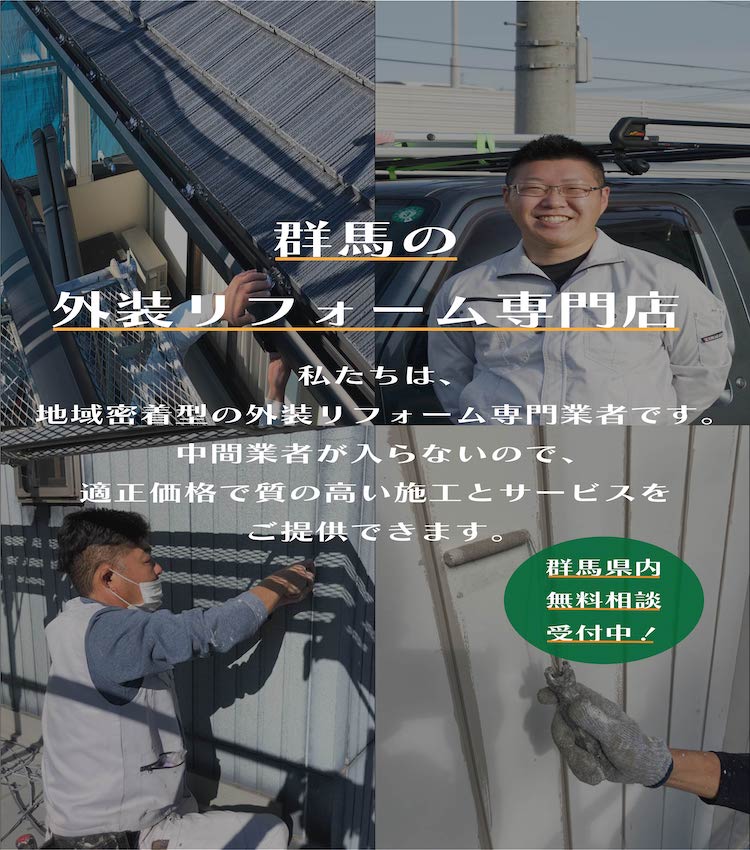 群馬の
外装リフォーム専門店
私たちは、
地域密着型の外装リフォーム専門業者です。
中間業者が入らないので、
適正価格で質の高い施工とサービスを
ご提供できます。
群馬県内
無料相談
受付中！